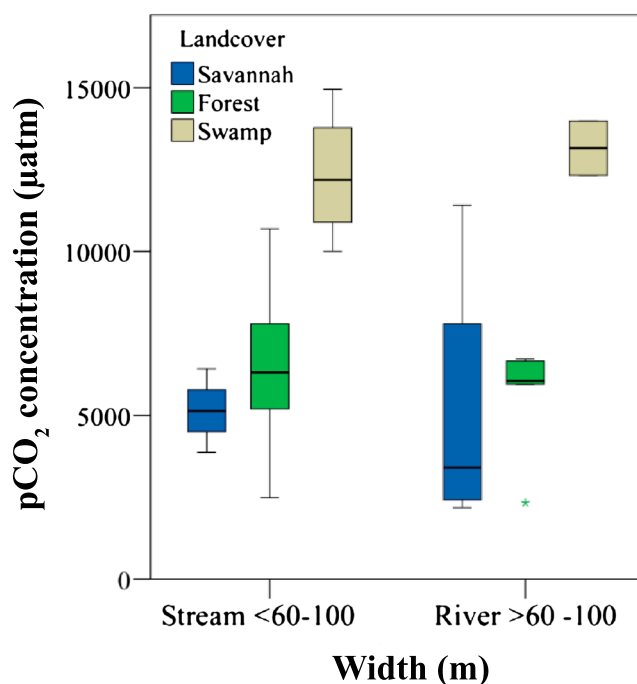 Landcover
Savannah
Forest
Swamp
pCO₂ concentration (µatm)
15000
10000
5000
0
Stream <60-100
River >60 -100
Width (m)